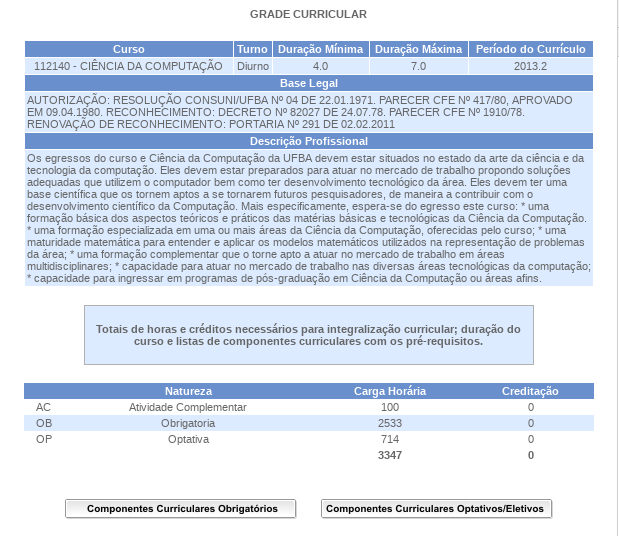 GRADE CURRICULAR
Curso Turno Duração Mínima Duração Máxima Período do Currículo
112140 - CIÊNCIA DA COMPUTAÇÃO Diurno 4.0 7.0 2013.2
Base Legal
AUTORIZAÇÃO: RESOLUÇÃO CONSUNI/UFBA Nº 04 DE 22.01.1971. PARECER CFE Nº 417/80, APROVADO
EM 09.04.1980. RECONHECIMENTO: DECRETO Nº 82027 DE 24.07.78. PARECER CFE Nº 1910/78.
RENOVAÇÃO DE RECONHECIMENTO: PORTARIA Nº 291 DE 02.02.2011
Descrição Profissional
Os egressos do curso e Ciência da Computação da UFBA devem estar situados no estado da arte da ciência e da
tecnologia da computação. Eles devem estar preparados para atuar no mercado de trabalho propondo soluções
adequadas que utilizem o computador bem como ter desenvolvimento tecnológico da área. Eles devem ter uma
base científica que os tornem aptos a se tornarem futuros pesquisadores, de maneira a contribuir com o
desenvolvimento científico da Computação. Mais especificamente, espera-se do egresso este curso: * uma
formação básica dos aspectos teóricos e práticos das matérias básicas e tecnológicas da Ciência da Computação.
* uma formação especializada em uma ou mais áreas da Ciência da Computação, oferecidas pelo curso; * uma
maturidade matemática para entender e aplicar os modelos matemáticos utilizados na representação de problemas
da área; * uma formação complementar que o torne apto a atuar no mercado de trabalho em áreas
multidisciplinares; * capacidade para atuar no mercado de trabalho nas diversas áreas tecnológicas da computação;
* capacidade para ingressar em programas de pós-graduação em Ciência da Computação ou áreas afins.
Totais de horas e créditos necessários para integralização curricular; duração do
curso e listas de componentes curriculares com os pré-requisitos.
Natureza Carga Horária Creditação
AC Atividade Complementar 100 0
OB Obrigatoria 2533 0
OP Optativa 714 0
3347 0
Componentes Curriculares Obrigatórios Componentes Curriculares Optativos/Eletivos